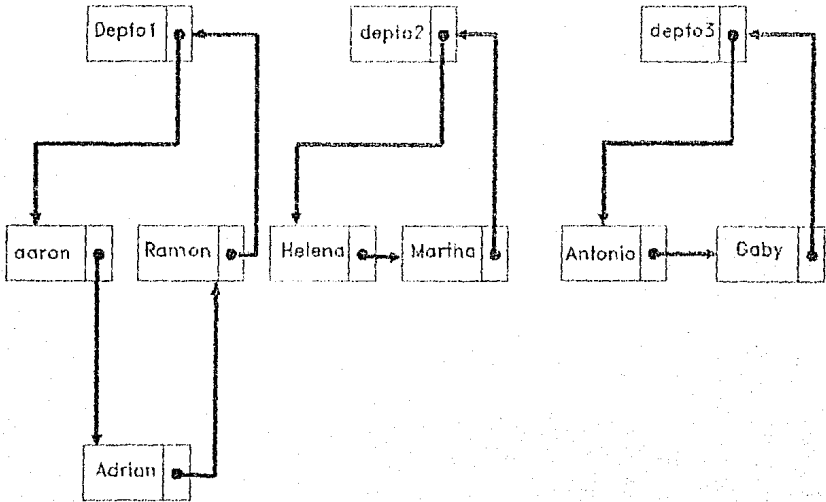 Depto1
depto2
depto3
aaron
Ramon
Helena
Martha
Antonio
Gaby
Adrian